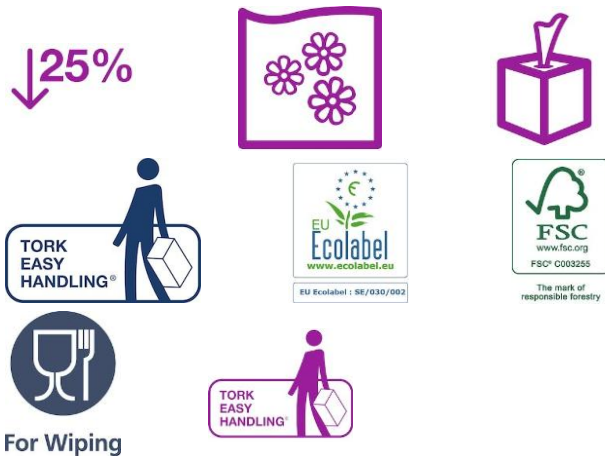 25%
TORK
EASY
HANDLING®
EU
Ecolabel
www.ecolabel.eu
EU Ecolabel : SE/030/002
FSC
www.fsc.org
FSC® C003255
The mark of
responsible forestry
For Wiping
TORK
EASY
HANDLING®